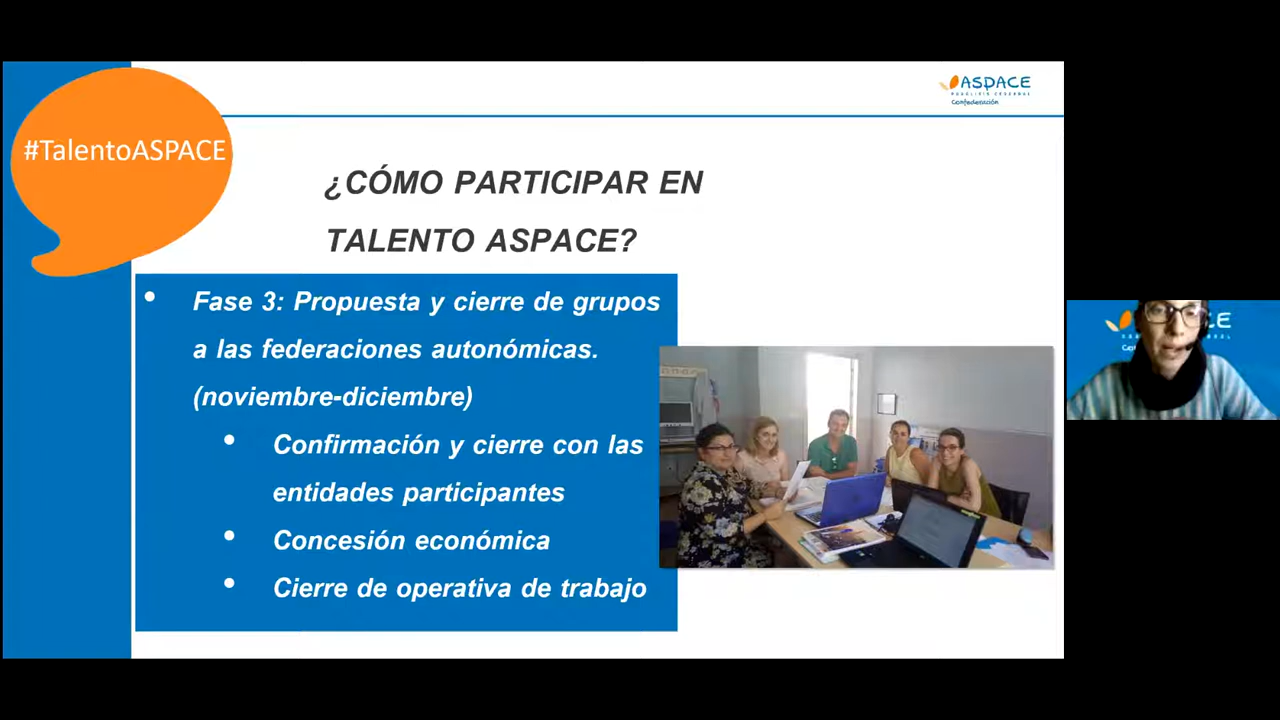 #TalentoASPACE
ASPACE
Confederación
¿CÓMO PARTICIPAR EN
TALENTO ASPACE?
• Fase 3: Propuesta y cierre de grupos
a las federaciones autonómicas.
(noviembre-diciembre)
• Confirmación y cierre con las
entidades participantes
• Concesión económica
• Cierre de operativa de trabajo